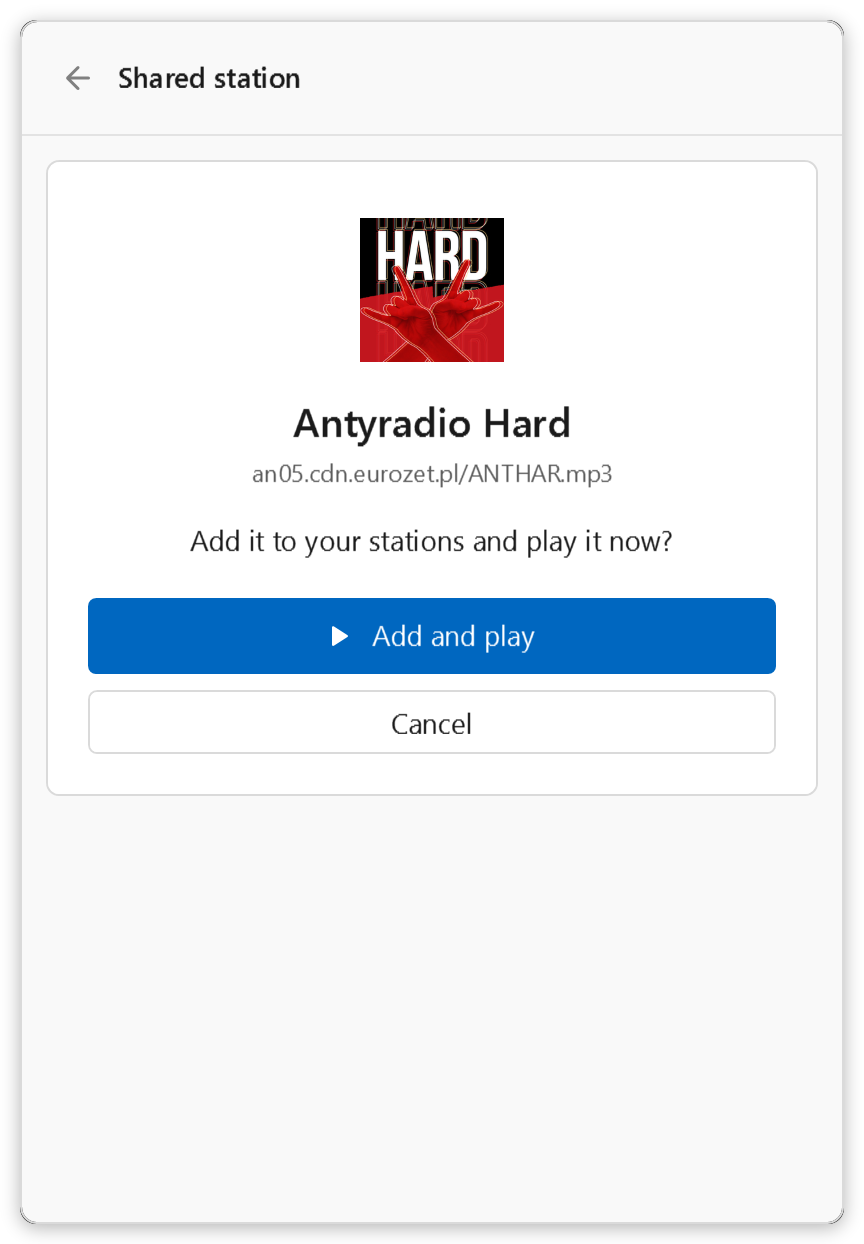 Shared station
HARD
Antyradio Hard
an05.cdn.eurozet.pl/ANTHAR.mp3
Add it to your stations and play it now?
Add and play
Cancel